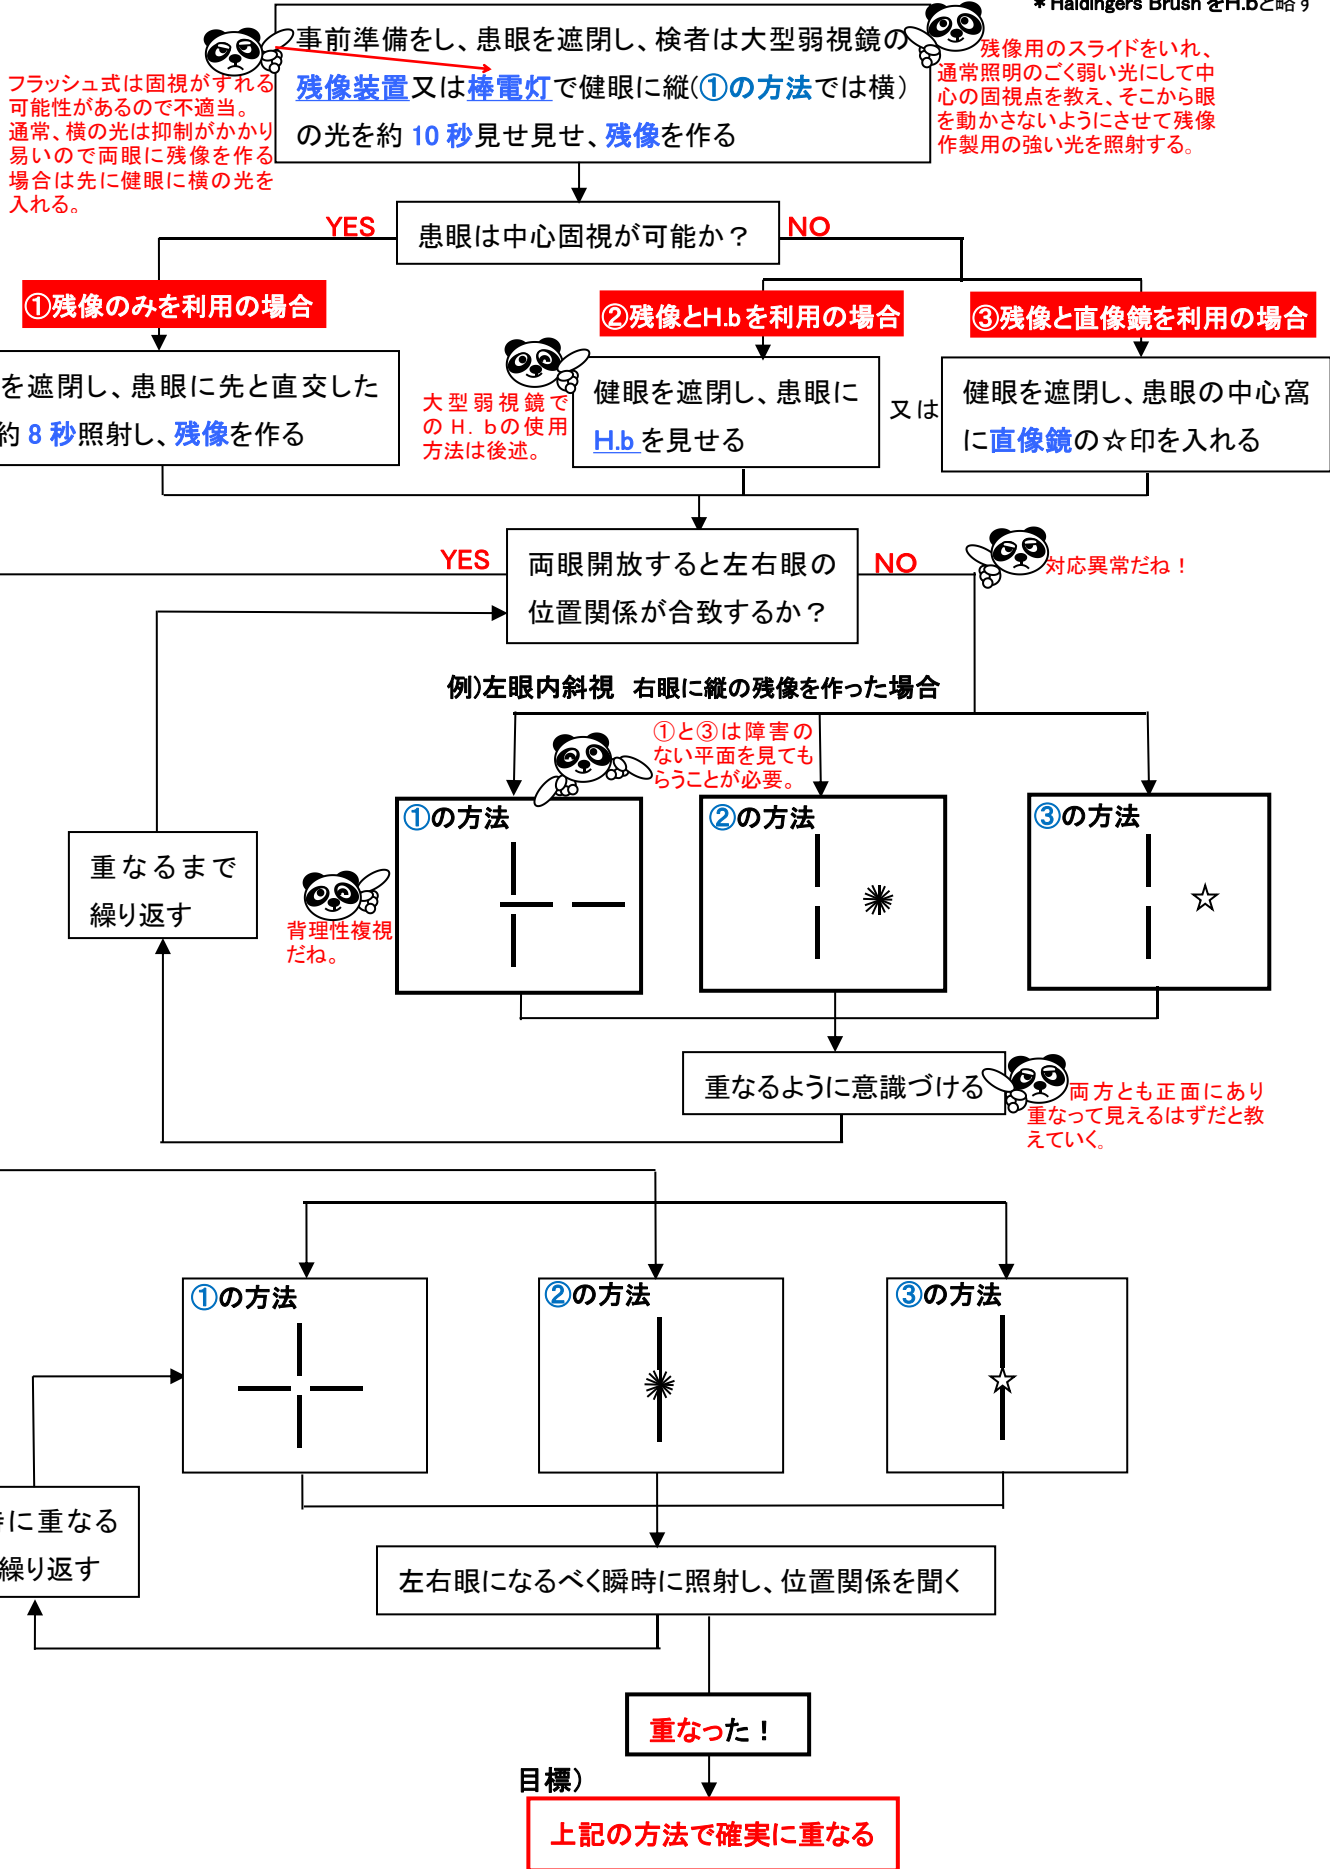 ＊Haidingers Brush をH.bと略す
事前準備をし、患眼を遮閉し、検者は大型弱視鏡の
残像装置又は棒電灯で健眼に縦(①の方法では横)
の光を約 10 秒見せ見せ、残像を作る
フラッシュ式は固視がずれる
可能性があるので不適当。
通常、横の光は抑制がかかり
易いので両眼に残像を作る
場合は先に健眼に横の光を
入れる。
残像用のスライドをいれ、
通常照明のごく弱い光にして中
心の固視点を教え、そこから眼
を動かさないようにさせて残像
作製用の強い光を照射する。
YES
患眼は中心固視が可能か？
NO
①残像のみを利用の場合
②残像とH.b を利用の場合
③残像と直像鏡を利用の場合
を遮閉し、患眼に先と直交した
約 8 秒照射し、残像を作る
大型弱視鏡で
のＨ．ｂの使用
方法は後述。
健眼を遮閉し、患眼に
H.b を見せる
又は
健眼を遮閉し、患眼の中心窩
に直像鏡の☆印を入れる
YES
両眼開放すると左右眼の
位置関係が合致するか？
NO
対応異常だね！
例)左眼内斜視 右眼に縦の残像を作った場合
①と③は障害の
ない平面を見ても
らうことが必要。
①の方法
②の方法
③の方法
☆
重なるまで
繰り返す
背理性複視
だね。
重なるように意識づける
両方とも正面にあり
重なって見えるはずだと教
えていく。
①の方法
②の方法
③の方法
☆
に重なる
繰り返す
左右眼になるべく瞬時に照射し、位置関係を聞く
重なった！
目標）
上記の方法で確実に重なる